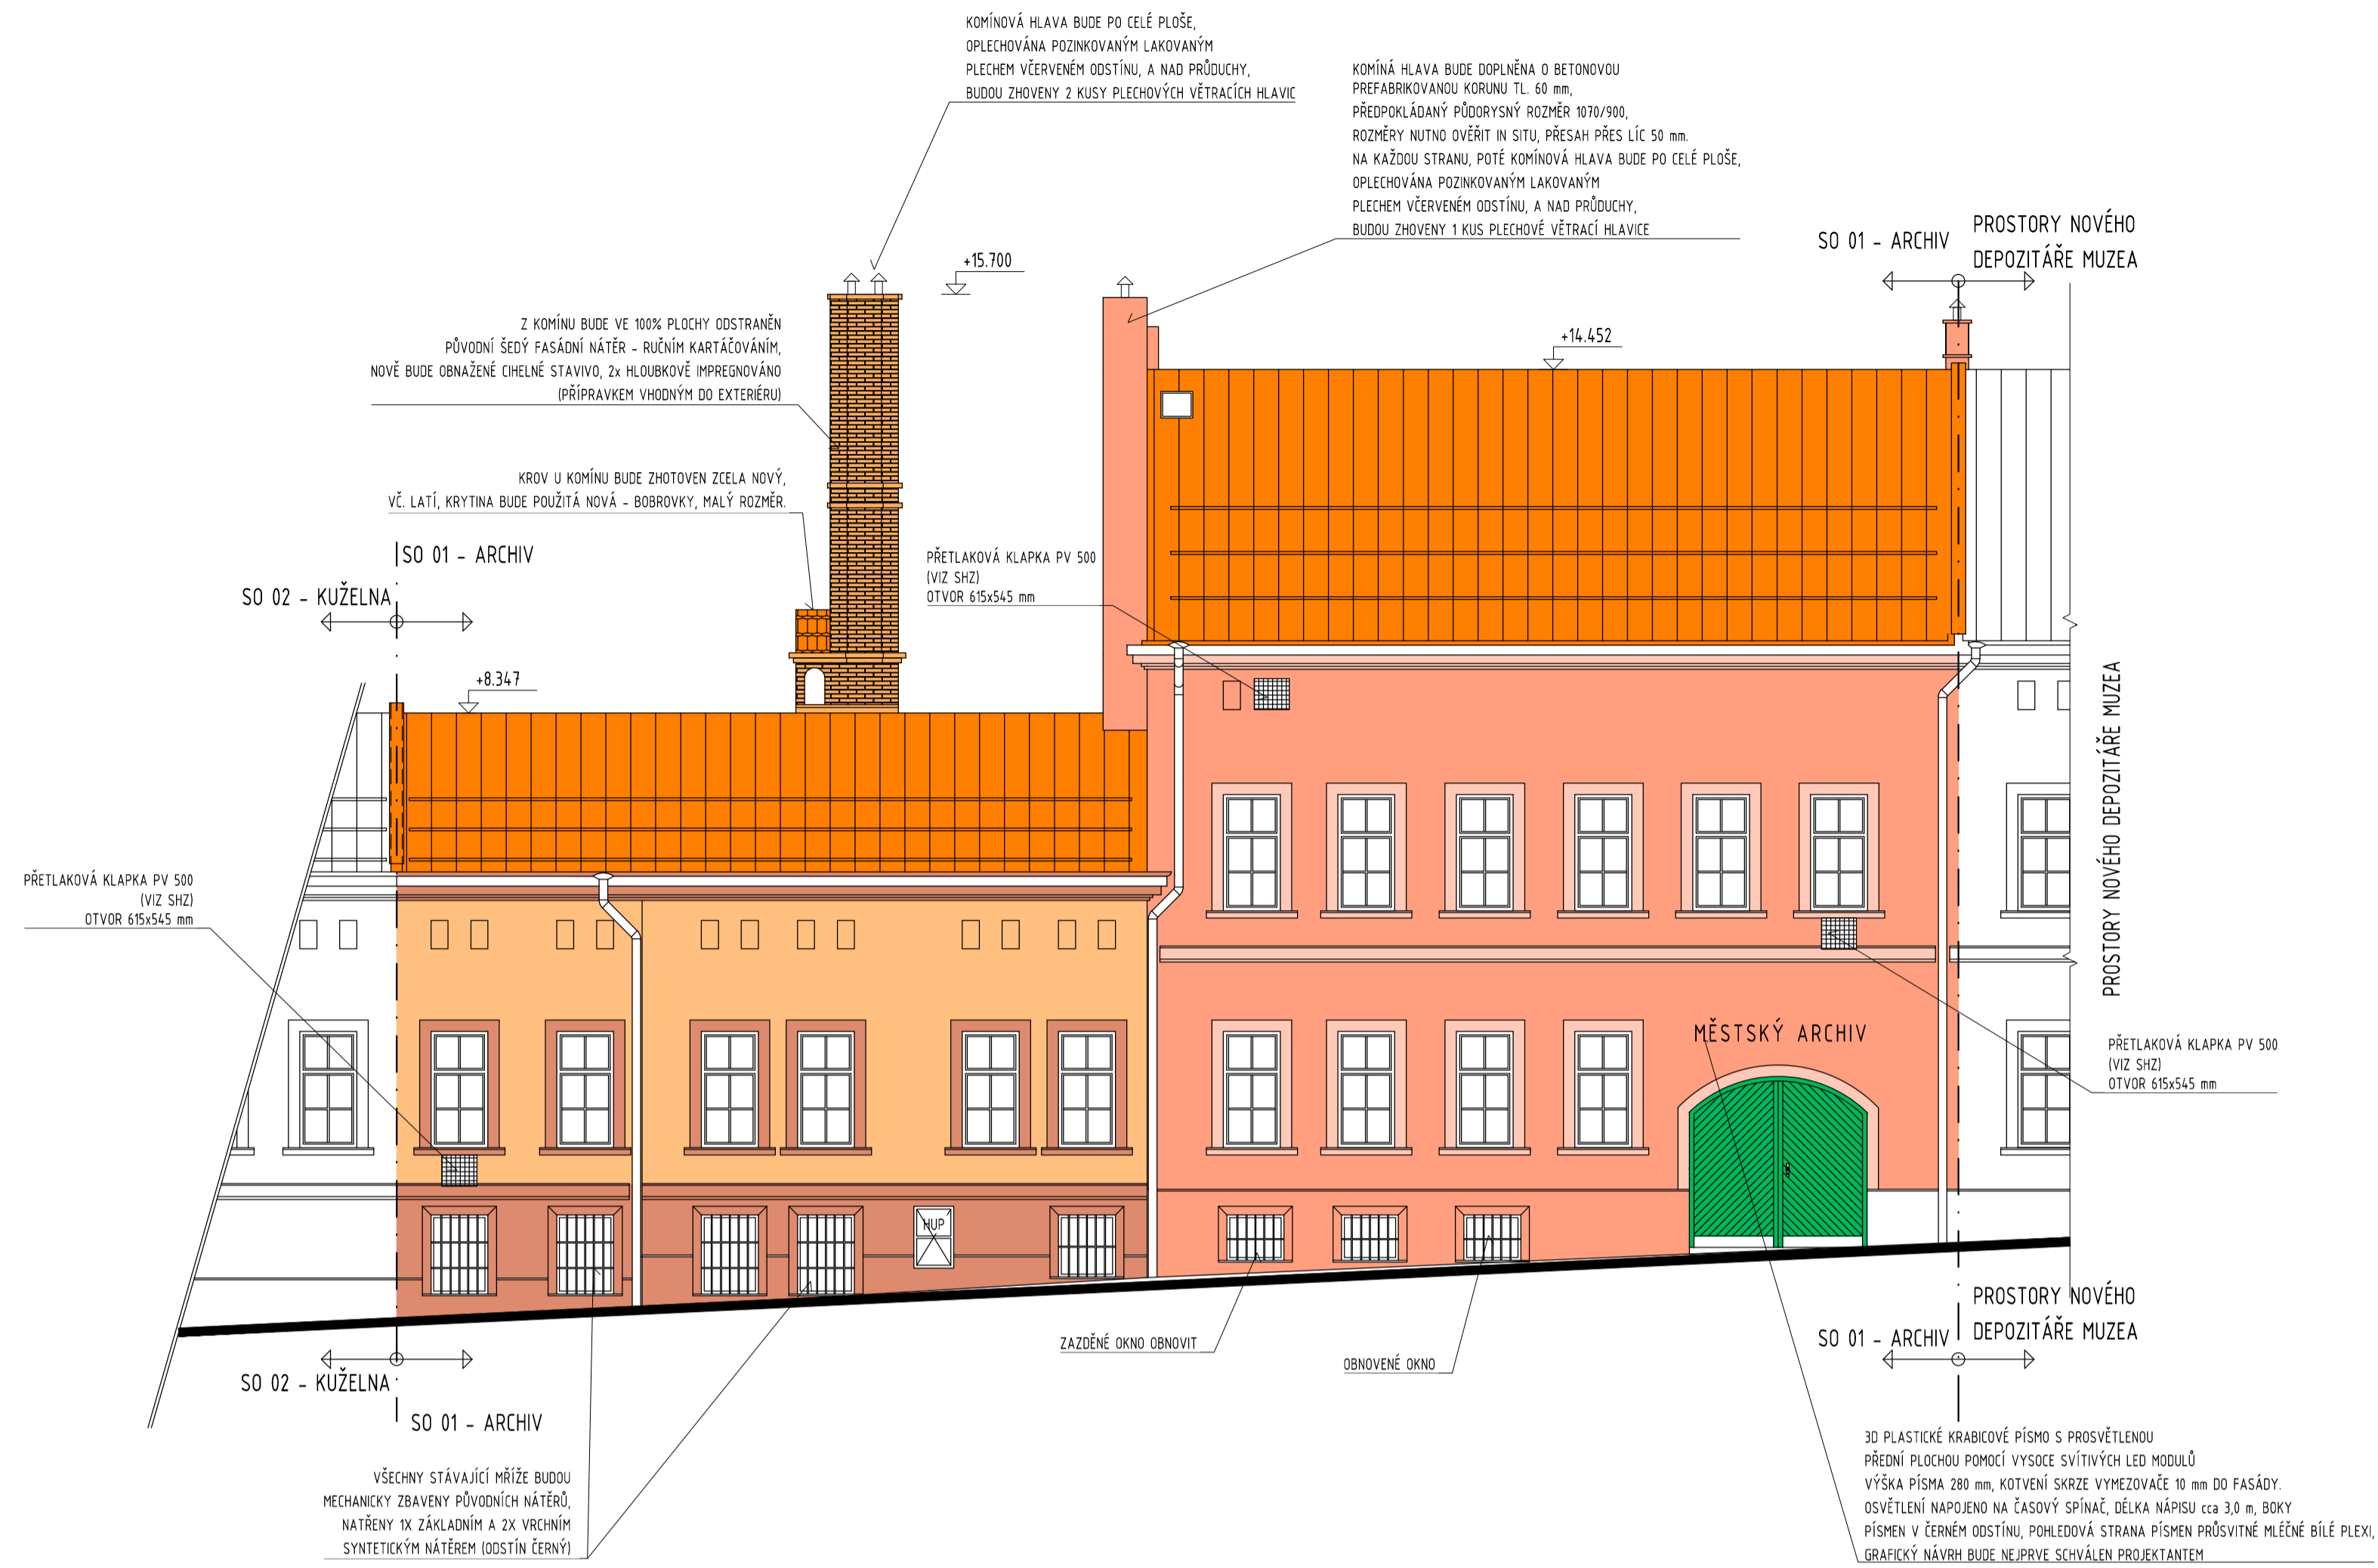 KOMÍNOVÁ HLAVA BUDE PO CELÉ PLOŠE,
OPLECHOVÁNA POZINKOVANÝM LAKOVANÝM
PLECHEM VČERVENÉM ODSTÍNU, A NAD PRŮDUCHY,
BUDOU ZHOVENY 2 KUSY PLECHOVÝCH VĚTRACÍCH HLAVIC
KOMÍNÁ HLAVA BUDE DOPLNĚNA O BETONOVOU
PREFABRIKOVANOU KORUNU TL. 60 mm,
PŘEDPOKLÁDANÝ PŮDORYSNÝ ROZMĚR 1070/900,
ROZMĚRY NUTNO OVĚŘIT IN SITU, PŘESAH PŘES LÍC 50 mm.
NA KAŽDOU STRANU, POTÉ KOMÍNOVÁ HLAVA BUDE PO CELÉ PLOŠE,
OPLECHOVÁNA POZINKOVANÝM LAKOVANÝM
PLECHEM VČERVENÉM ODSTÍNU, A NAD PRŮDUCHY,
BUDOU ZHOVENY 1 KUS PLECHOVÉ VĚTRACÍ HLAVICE
SO 01 - ARCHIV
PROSTORY NOVÉHO
DEPOZITÁŘE MUZEA
+15.700
+14.452
Z KOMÍNU BUDE VE 100% PLOCHY ODSTRANĚN
PŮVODNÍ ŠEDÝ FASÁDNÍ NÁTĚR - RUČNÍM KARTÁČOVÁNÍM,
NOVĚ BUDE OBNAŽENÉ CIHELNÉ STAVIVO, 2x HLOUBKOVĚ IMPREGNOVÁNO
(PŘÍPRAVKEM VHODNÝM DO EXTERIÉRU)
KROV U KOMÍNU BUDE ZHOTOVEN ZCELA NOVÝ,
VČ. LATÍ, KRYTINA BUDE POUŽITÁ NOVÁ - BOBROVKY, MALÝ ROZMĚR.
SO 01 - ARCHIV
SO 02 - KUŽELNA
PŘETLAKOVÁ KLAPKA PV 500
(VIZ SHZ)
OTVOR 615x545 mm
+8.347
PROSTORY NOVÉHO DEPOZITÁŘE MUZEA
PŘETLAKOVÁ KLAPKA PV 500
(VIZ SHZ)
OTVOR 615x545 mm
MĚSTSKÝ ARCHIV
PŘETLAKOVÁ KLAPKA PV 500
(VIZ SHZ)
OTVOR 615x545 mm
HUP
ZAZDĚNÉ OKNO OBNOVIT
OBNOVENÉ OKNO
SO 01 - ARCHIV
PROSTORY NOVÉHO
DEPOZITÁŘE MUZEA
SO 02 - KUŽELNA
SO 01 - ARCHIV
VŠECHNY STÁVAJÍCÍ MŘÍŽE BUDOU
MECHANICKY ZBAVENY PŮVODNÍCH NÁTĚRŮ,
NATŘENY 1X ZÁKLADNÍM A 2X VRCHNÍM
SYNTETICKÝM NÁTĚREM (ODSTÍN ČERNÝ)
3D PLASTICKÉ KRABICOVÉ PÍSMO S PROSVĚTLENOU
PŘEDNÍ PLOCHOU POMOCÍ VYSOCE SVÍTIVÝCH LED MODULŮ
VÝŠKA PÍSMA 280 mm, KOTVENÍ SKRZE VYMEZOVAČE 10 mm DO FASÁDY.
OSVĚTLENÍ NAPOJENO NA ČASOVÝ SPÍNAČ, DÉLKA NÁPISU cca 3,0 m, BOKY
PÍSMEN V ČERNÉM ODSTÍNU, POHLEDOVÁ STRANA PÍSMEN PRŮSVITNÉ MLÉČNÉ BÍLÉ PLEXI,
GRAFICKÝ NÁVRH BUDE NEJPRVE SCHVÁLEN PROJEKTANTEM